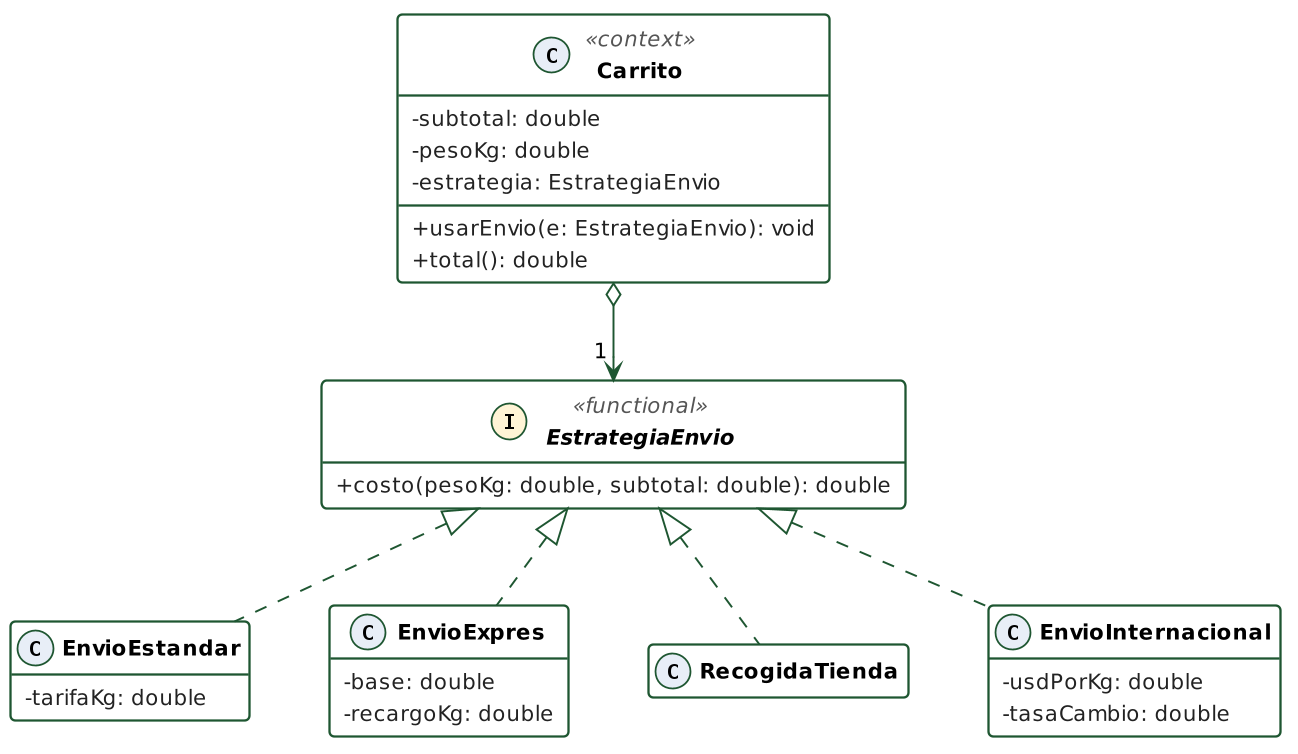 «context»
C Carrito
-subtotal: double
-pesoKg: double
-estrategia: EstrategiaEnvio
+usarEnvio(e: EstrategiaEnvio): void
+total(): double
1
«functional»
I EstrategiaEnvio
+costo(pesoKg: double, subtotal: double): double
C EnvioEstandar
-tarifaKg: double
C EnvioExpres
-base: double
-recargoKg: double
C RecogidaTienda
C EnvioInternacional
-usdPorKg: double
-tasaCambio: double